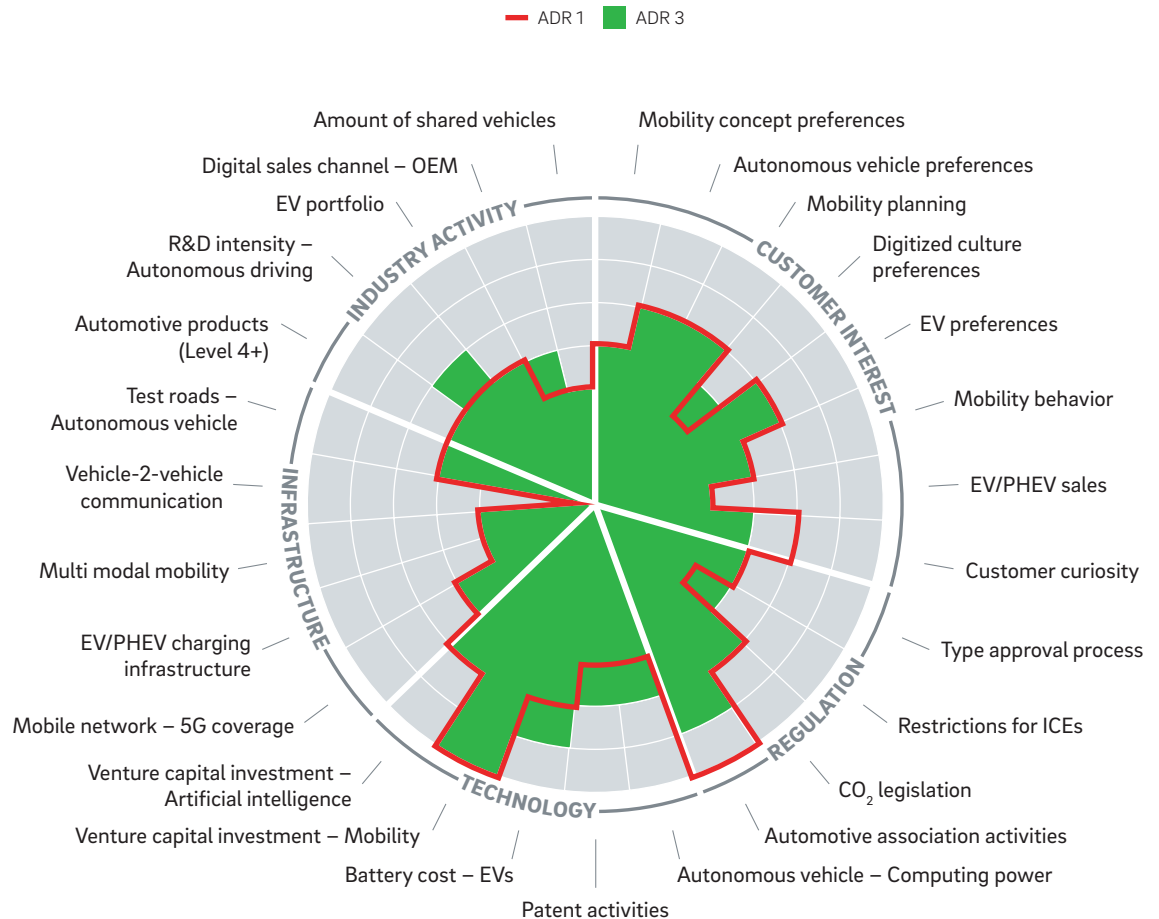 ADR 1
ADR 3
Amount of shared vehicles
Mobility concept preferences
Digital sales channel – OEM
Autonomous vehicle preferences
EV portfolio
Mobility planning
R&D intensity –
Autonomous driving
Digitized culture
preferences
INDUSTRY ACTIVITY
CUSTOMER INTEREST
Automotive products
(Level 4+)
EV preferences
Test roads –
Autonomous vehicle
Mobility behavior
Vehicle-2-vehicle
communication
EV/PHEV sales
INFRASTRUCTURE
Multi modal mobility
Customer curiosity
EV/PHEV charging
infrastructure
Type approval process
REGULATION
Mobile network – 5G coverage
Restrictions for ICEs
Venture capital investment –
Artificial intelligence
TECHNOLOGY
CO₂ legislation
Venture capital investment – Mobility
Automotive association activities
Battery cost – EVs
Autonomous vehicle – Computing power
Patent activities